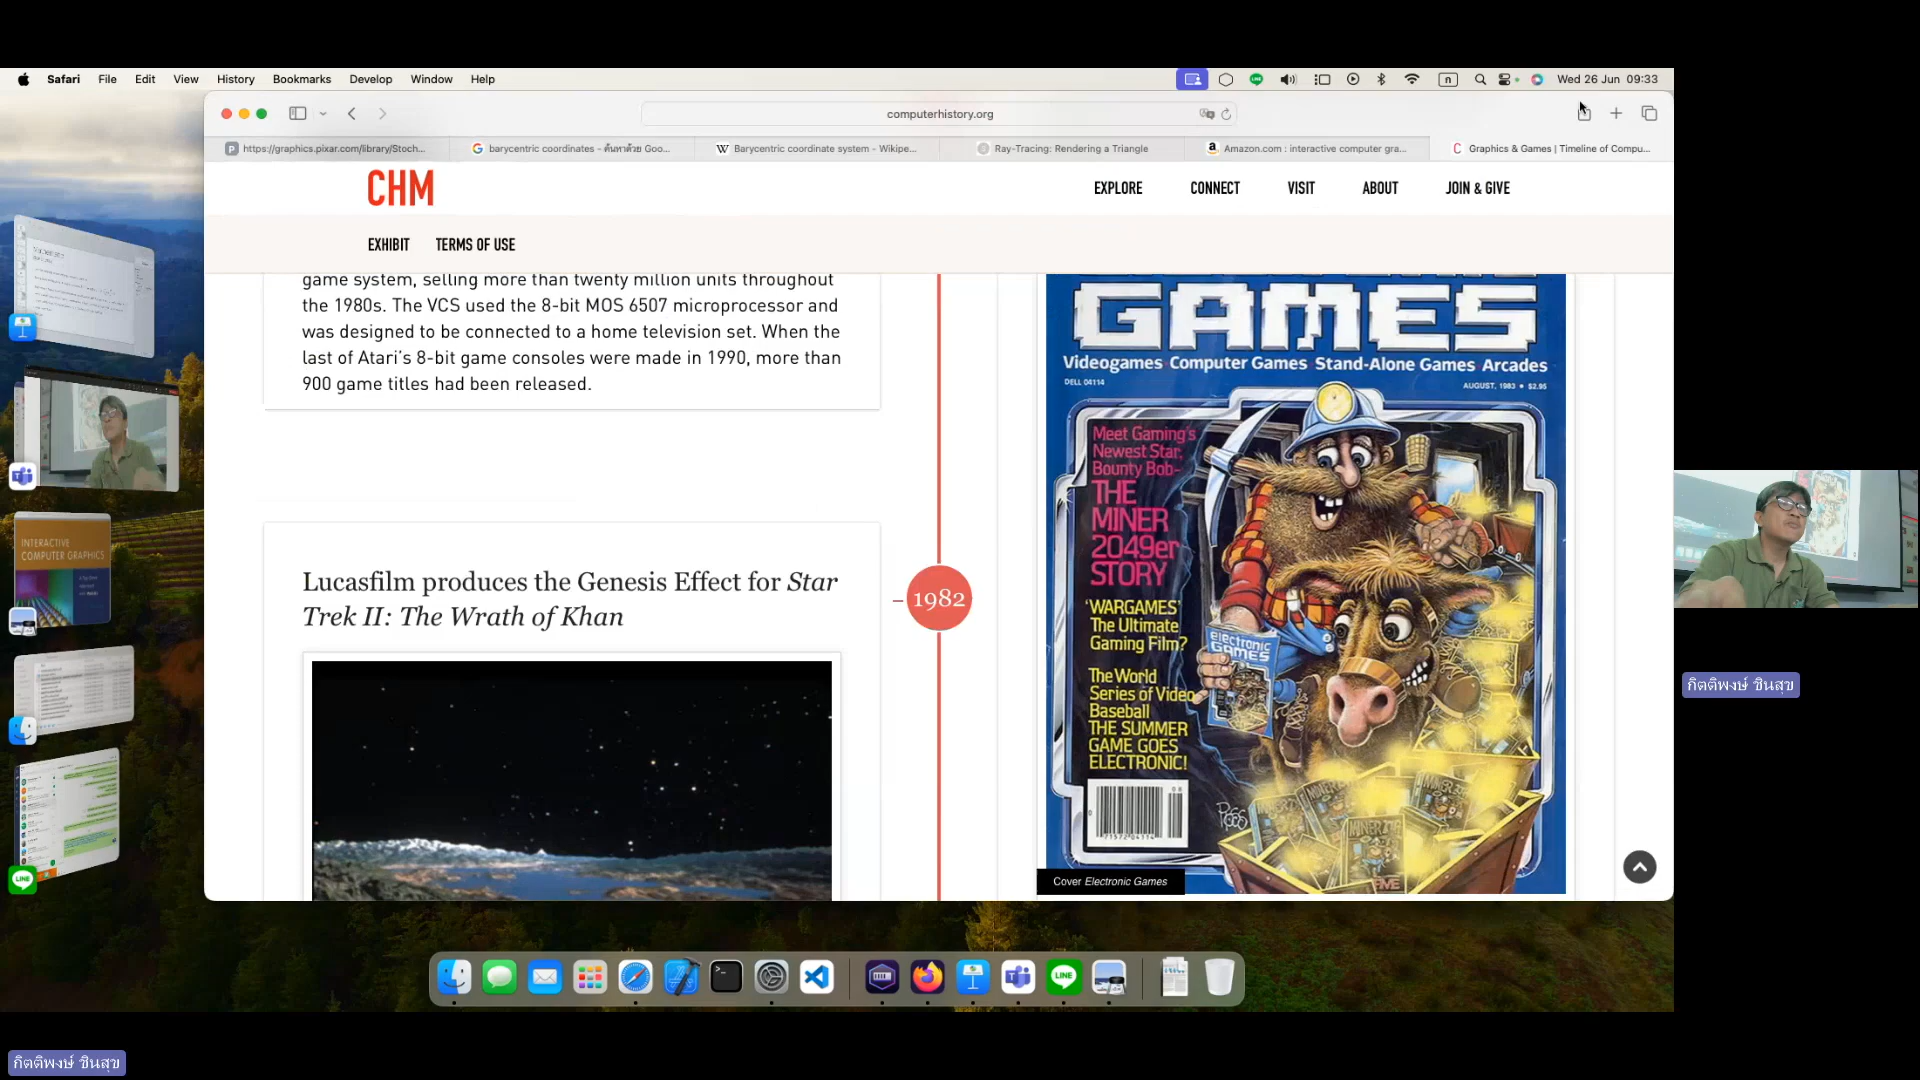 Safari File Edit View History Bookmarks Develop Window Help
Wed 26 Jun 09:33
computerhistory.org
https://graphics.pixar.com/library/Stoch...
barycentric coordinates - ค้นหาด้วย Goo...
Barycentric coordinate system - Wikipe...
Ray-Tracing: Rendering a Triangle
Amazon.com : interactive computer gra...
Graphics & Games | Timeline of Compu...
CHM
EXPLORE CONNECT VISIT ABOUT JOIN & GIVE
EXHIBIT TERMS OF USE
game system, selling more than twenty million units throughout
the 1980s. The VCS used the 8-bit MOS 6507 microprocessor and
was designed to be connected to a home television set. When the
last of Atari's 8-bit game consoles were made in 1990, more than
900 game titles had been released.
Lucasfilm produces the Genesis Effect for Star
Trek II: The Wrath of Khan
1982
GAMES
Videogames Computer Games Stand-Alone Games Arcades
DELL 04114
AUGUST, 1983 • $2.95
Meet Gaming's
Newest Star,
Bounty Bob-
THE
MINER
2049er
STORY
'WARGAMES'
The Ultimate
Gaming Film?
The World
Series of Video
Baseball
THE SUMMER
GAME GOES
ELECTRONIC!
electronic
GAMES
Cover Electronic Games
INTERACTIVE
COMPUTER GRAPHICS
LINE
LINE
กิตติพงษ์ ชินสุข
กิตติพงษ์ ชินสุข